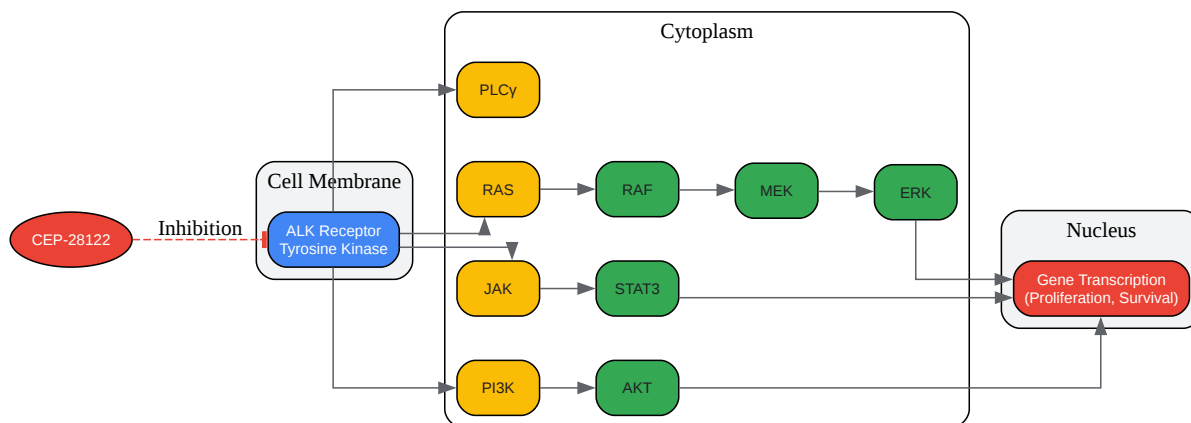 Cytoplasm
PLCγ
Cell Membrane
RAS
RAF
MEK
ERK
CEP-28122
Inhibition
ALK Receptor
Tyrosine Kinase
Nucleus
Gene Transcription
(Proliferation, Survival)
JAK
STAT3
PI3K
AKT